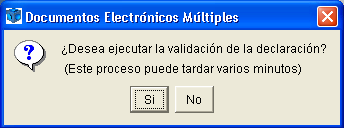 Documentos Electrónicos Múltiples
¿Desea ejecutar la validación de la declaración?
(Este proceso puede tardar varios minutos)
Si No